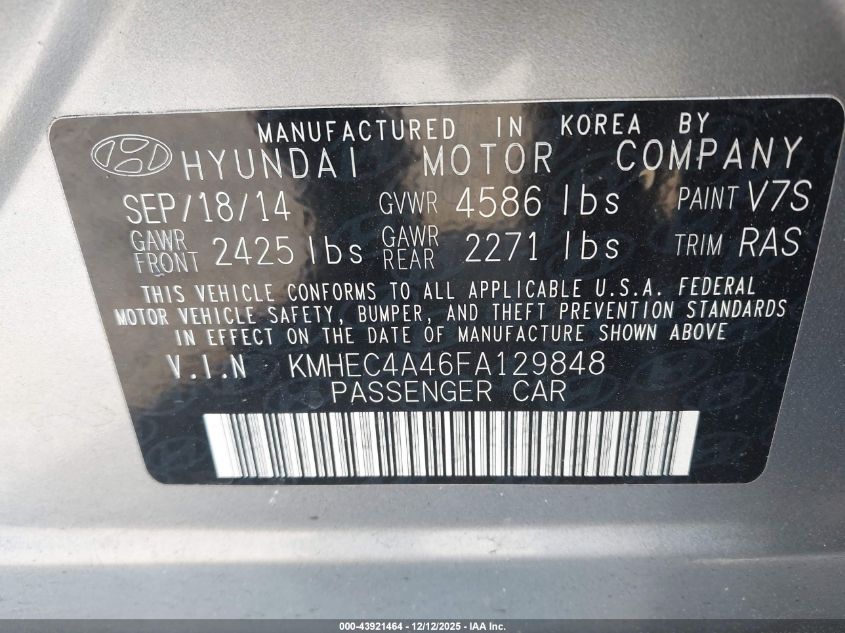 MANUFACTURED IN KOREA BY
HYUNDAI MOTOR COMPANY
SEP/18/14 GVWR 4586 lbs PAINT V7S
GAWR FRONT 2425 lbs GAWR REAR 2271 lbs TRIM RAS
THIS VEHICLE CONFORMS TO ALL APPLICABLE U.S.A. FEDERAL
MOTOR VEHICLE SAFETY, BUMPER, AND THEFT PREVENTION STANDARDS
IN EFFECT ON THE DATE OF MANUFACTURE SHOWN ABOVE
V.I.N KMHEC4A46FA129848
PASSENGER CAR
000-43921464 - 12/12/2025 - IAA Inc.